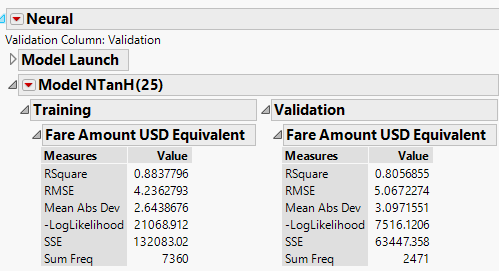 Neural
Validation Column: Validation
Model Launch
Model NTanH(25)
Training
Fare Amount USD Equivalent
Measures Value
RSquare 0.8837796
RMSE 4.2362793
Mean Abs Dev 2.6438676
-LogLikelihood 21068.912
SSE 132083.02
Sum Freq 7360
Validation
Fare Amount USD Equivalent
Measures Value
RSquare 0.8056855
RMSE 5.0672274
Mean Abs Dev 3.0971551
-LogLikelihood 7516.1206
SSE 63447.358
Sum Freq 2471